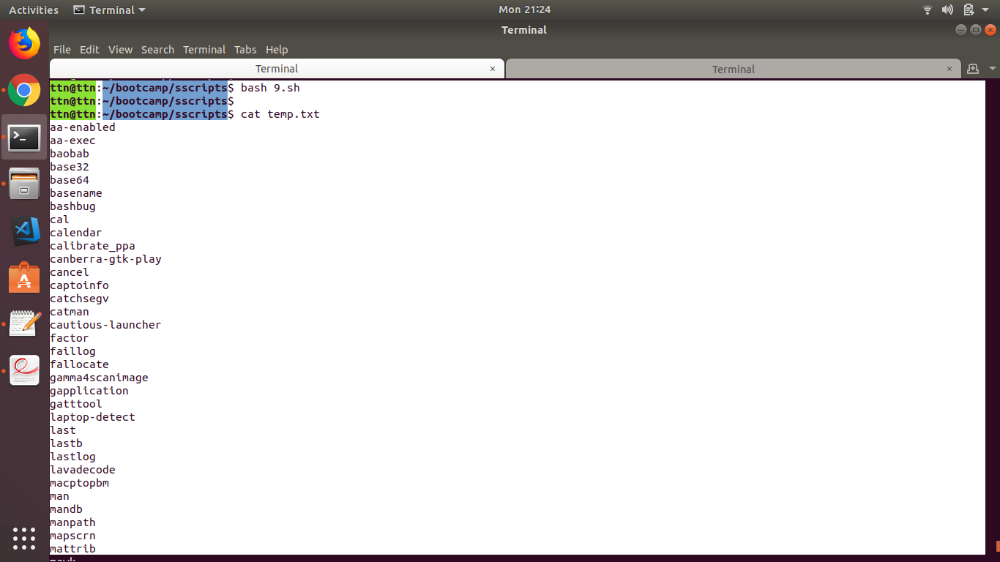 Activities Terminal Mon 21:24
Terminal
File Edit View Search Terminal Tabs Help
Terminal × Terminal ×
ttn@ttn:~/bootcamp/sscripts$ bash 9.sh
ttn@ttn:~/bootcamp/sscripts$
ttn@ttn:~/bootcamp/sscripts$ cat temp.txt
aa-enabled
aa-exec
baobab
base32
base64
basename
bashbug
cal
calendar
calibrate_ppa
canberra-gtk-play
cancel
captoinfo
catchsegv
catman
cautious-launcher
factor
faillog
fallocate
gamma4scanimage
gapplication
gatttool
laptop-detect
last
lastb
lastlog
lavadecode
macptopbm
man
mandb
manpath
mapscrn
mattrib